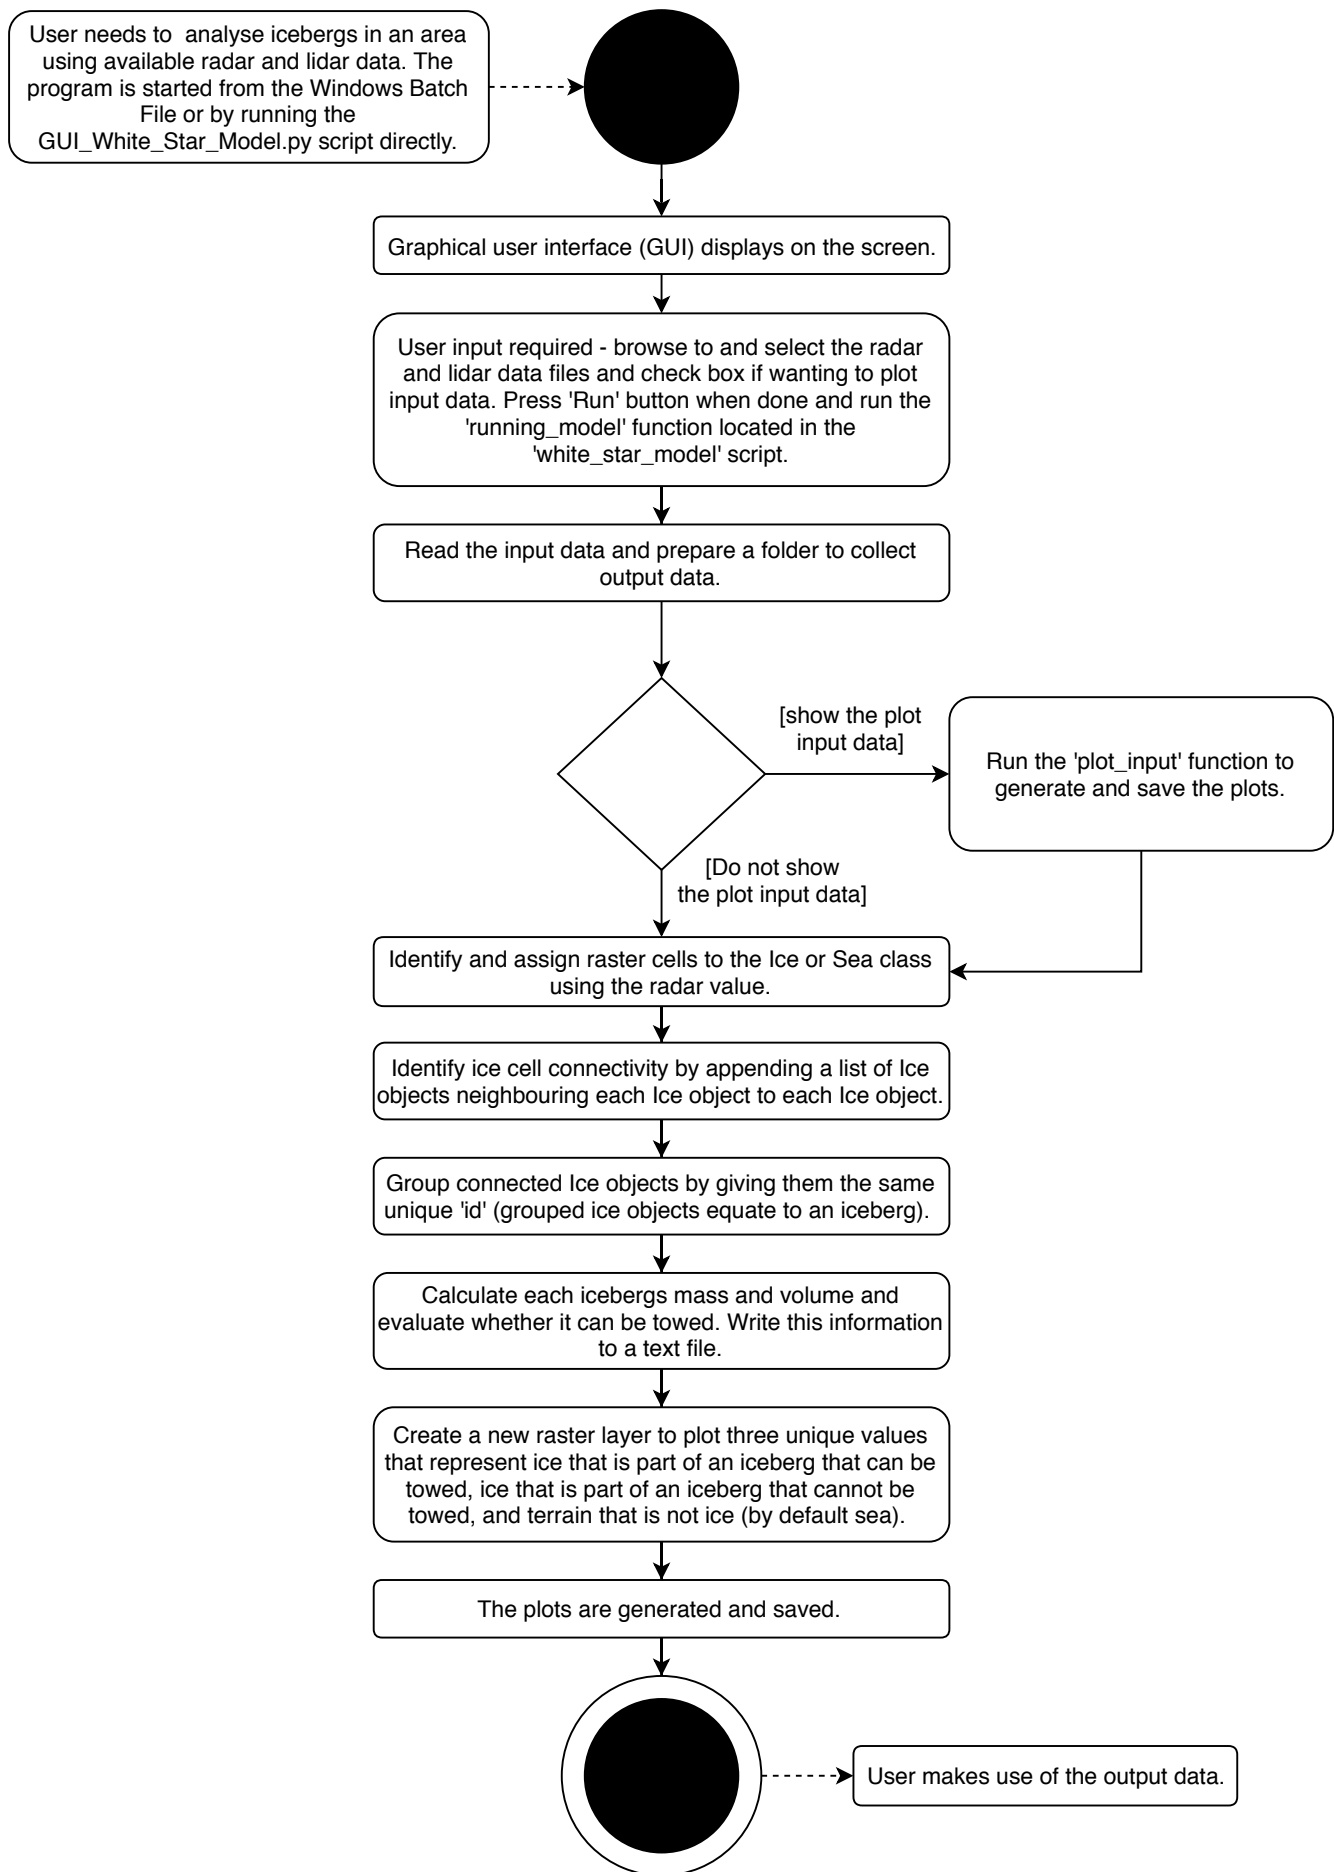 User needs to  analyse icebergs in an area
using available radar and lidar data. The
program is started from the Windows Batch
File or by running the
GUI_White_Star_Model.py script directly.
Graphical user interface (GUI) displays on the screen.
User input required - browse to and select the radar
and lidar data files and check box if wanting to plot
input data. Press 'Run' button when done and run the
'running_model' function located in the
'white_star_model' script.
Read the input data and prepare a folder to collect
output data.
[show the plot
input data]
Run the 'plot_input' function to
generate and save the plots.
[Do not show
the plot input data]
Identify and assign raster cells to the Ice or Sea class
using the radar value.
Identify ice cell connectivity by appending a list of Ice
objects neighbouring each Ice object to each Ice object.
Group connected Ice objects by giving them the same
unique 'id' (grouped ice objects equate to an iceberg).
Calculate each icebergs mass and volume and
evaluate whether it can be towed. Write this information
to a text file.
Create a new raster layer to plot three unique values
that represent ice that is part of an iceberg that can be
towed, ice that is part of an iceberg that cannot be
towed, and terrain that is not ice (by default sea).
The plots are generated and saved.
User makes use of the output data.